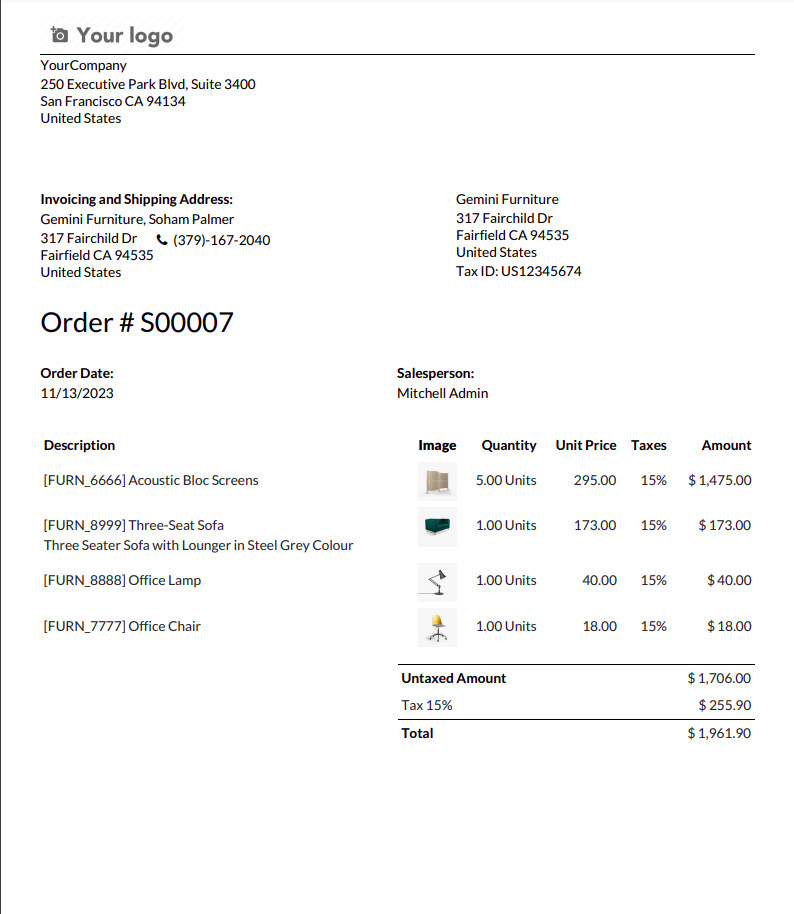 Your logo
YourCompany
250 Executive Park Blvd, Suite 3400
San Francisco CA 94134
United States
Invoicing and Shipping Address:
Gemini Furniture, Soham Palmer
317 Fairchild Dr (379)-167-2040
Fairfield CA 94535
United States
Gemini Furniture
317 Fairchild Dr
Fairfield CA 94535
United States
Tax ID: US12345674
Order # S00007
Order Date:
11/13/2023
Salesperson:
Mitchell Admin
Description Image Quantity Unit Price Taxes Amount
[FURN_6666] Acoustic Bloc Screens 5.00 Units 295.00 15% $ 1,475.00
[FURN_8999] Three-Seat Sofa 1.00 Units 173.00 15% $ 173.00
Three Seater Sofa with Lounger in Steel Grey Colour
[FURN_8888] Office Lamp 1.00 Units 40.00 15% $ 40.00
[FURN_7777] Office Chair 1.00 Units 18.00 15% $ 18.00
Untaxed Amount $ 1,706.00
Tax 15% $ 255.90
Total $ 1,961.90